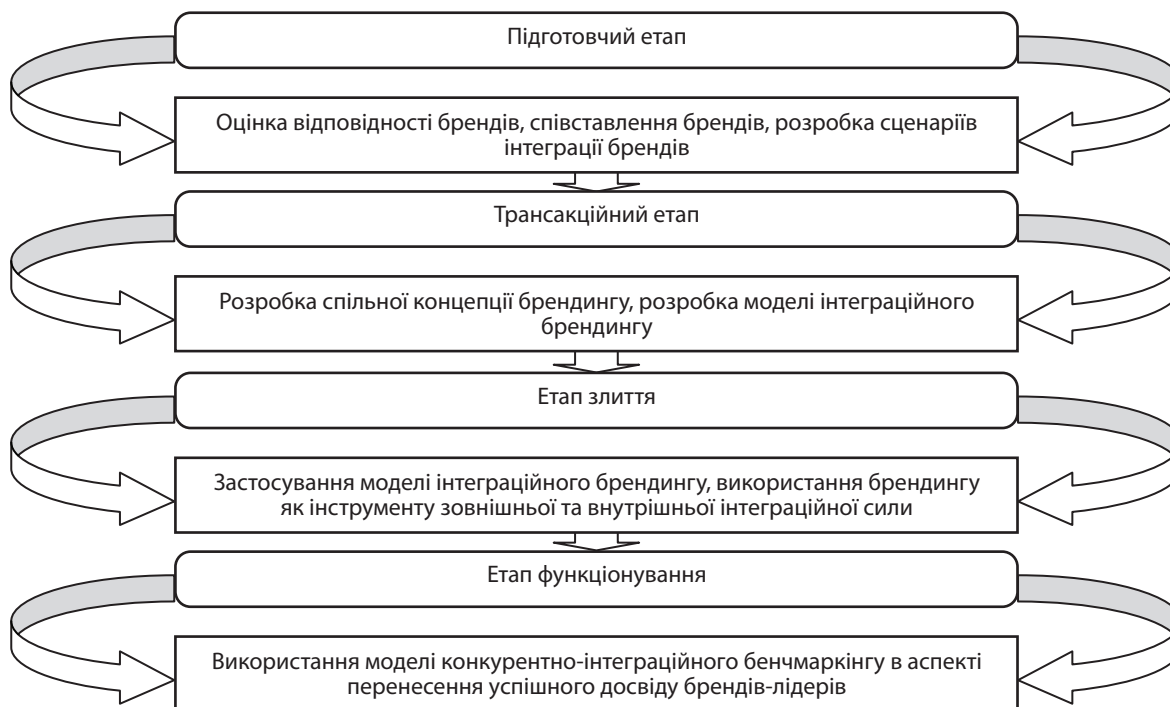 Підготовчий етап
Оцінка відповідності брендів, співставлення брендів, розробка сценаріїв
інтеграції брендів
Трансакційний етап
Розробка спільної концепції брендингу, розробка моделі інтеграційного
брендингу
Етап злиття
Застосування моделі інтеграційного брендингу, використання брендингу
як інструменту зовнішньої та внутрішньої інтеграційної сили
Етап функціонування
Використання моделі конкурентно-інтеграційного бенчмаркінгу в аспекті
перенесення успішного досвіду брендів-лідерів